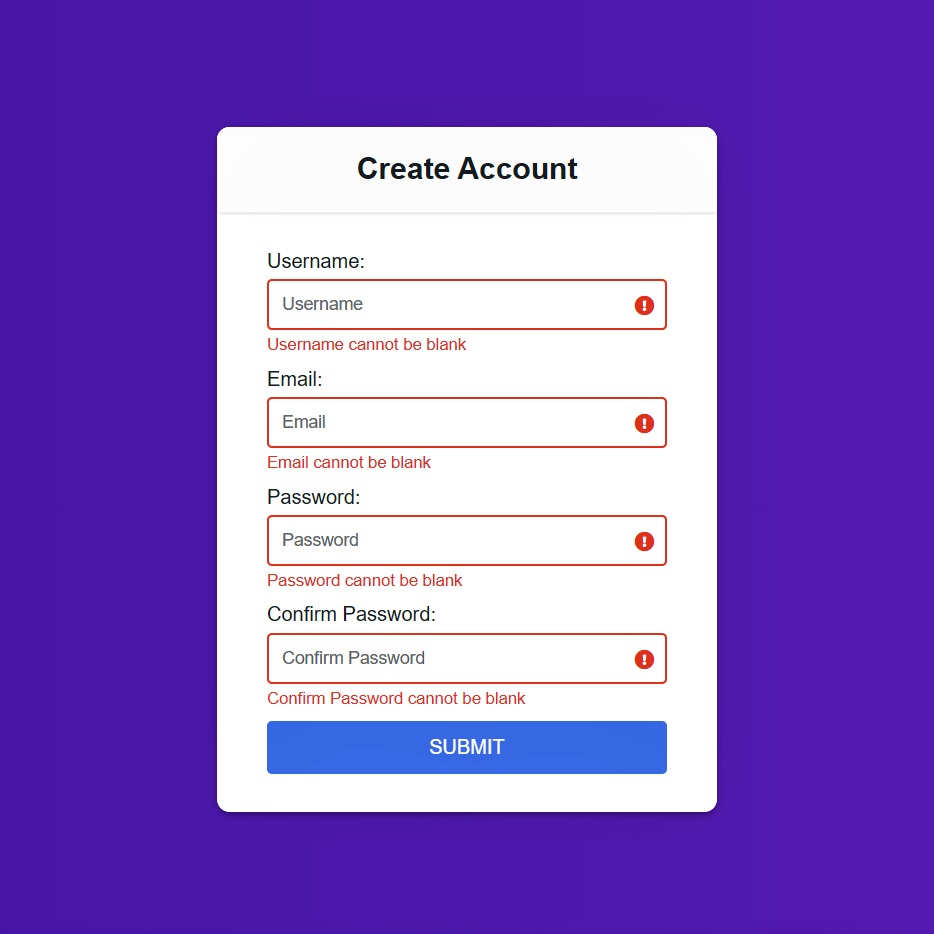 Create Account
Username:
Username
Username cannot be blank
Email:
Email
Email cannot be blank
Password:
Password
Password cannot be blank
Confirm Password:
Confirm Password
Confirm Password cannot be blank
SUBMIT